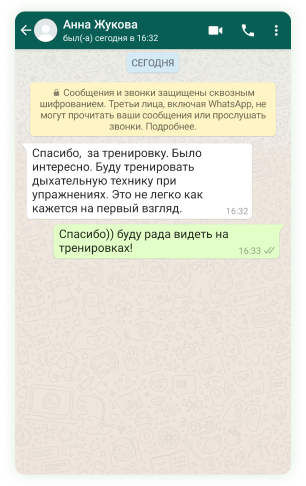 Анна Жукова
был(-а) сегодня в 16:32
СЕГОДНЯ
Сообщения и звонки защищены сквозным
шифрованием. Третьи лица, включая WhatsApp, не
могут прочитать ваши сообщения или прослушать
звонки. Подробнее.
Спасибо, за тренировку. Было
интересно. Буду тренировать
дыхательную технику при
упражнениях. Это не легко как
кажется на первый взгляд.
16:32
Спасибо)) буду рада видеть на
тренировках!
16:33